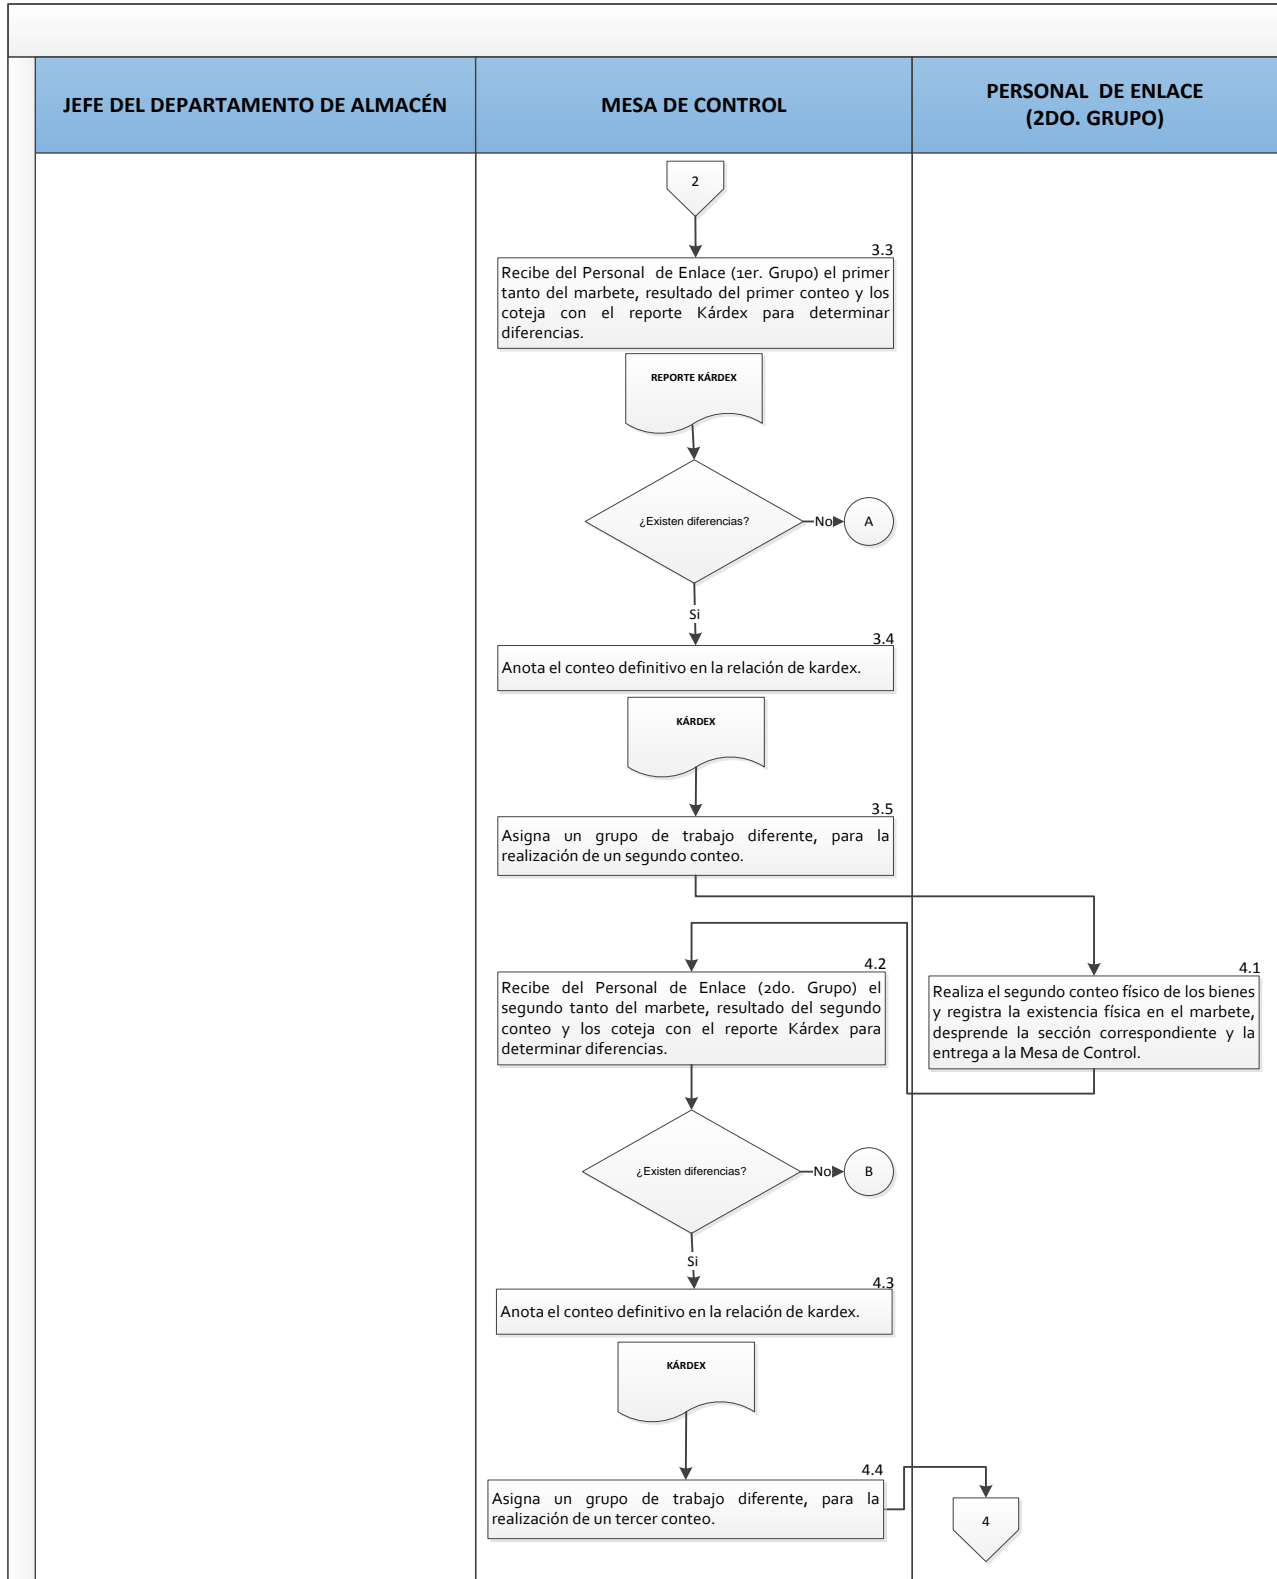 JEFE DEL DEPARTAMENTO DE ALMACÉN
MESA DE CONTROL
PERSONAL DE ENLACE
(2DO. GRUPO)
2
3.3
Recibe del Personal de Enlace (1er. Grupo) el primer
tanto del marbete, resultado del primer conteo y los
coteja con el reporte Kárdex para determinar
diferencias.
REPORTE KÁRDEX
¿Existen diferencias?
No
A
Si
3.4
Anota el conteo definitivo en la relación de kardex.
KÁRDEX
3.5
Asigna un grupo de trabajo diferente, para la
realización de un segundo conteo.
4.1
Realiza el segundo conteo físico de los bienes
y registra la existencia física en el marbete,
desprende la sección correspondiente y la
entrega a la Mesa de Control.
4.2
Recibe del Personal de Enlace (2do. Grupo) el
segundo tanto del marbete, resultado del segundo
conteo y los coteja con el reporte Kárdex para
determinar diferencias.
¿Existen diferencias?
No
B
Si
4.3
Anota el conteo definitivo en la relación de kardex.
KÁRDEX
4.4
Asigna un grupo de trabajo diferente, para la
realización de un tercer conteo.
4